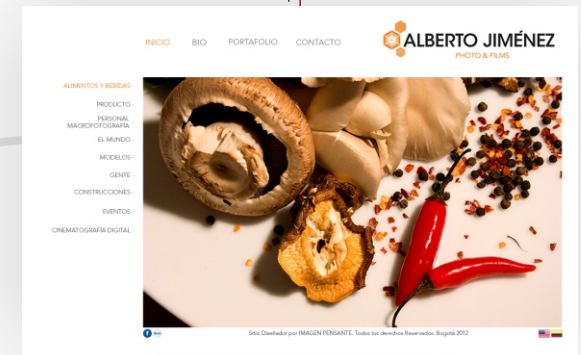 INICIO
BIO
PORTAFOLIO
CONTACTO
ALBERTO JIMÉNEZ
PHOTO & FILMS
ALIMENTOS Y BEBIDAS
PRODUCTO
PERSONAL
MACROFOTOGRAFÍA
EL MUNDO
MODELOS
GENTE
CONSTRUCCIONES
EVENTOS
CINEMATOGRAFÍA DIGITAL
f
Sitio Diseñador por IMAGEN PENSANTE. Todos los derechos Reservados. Bogotá 2012